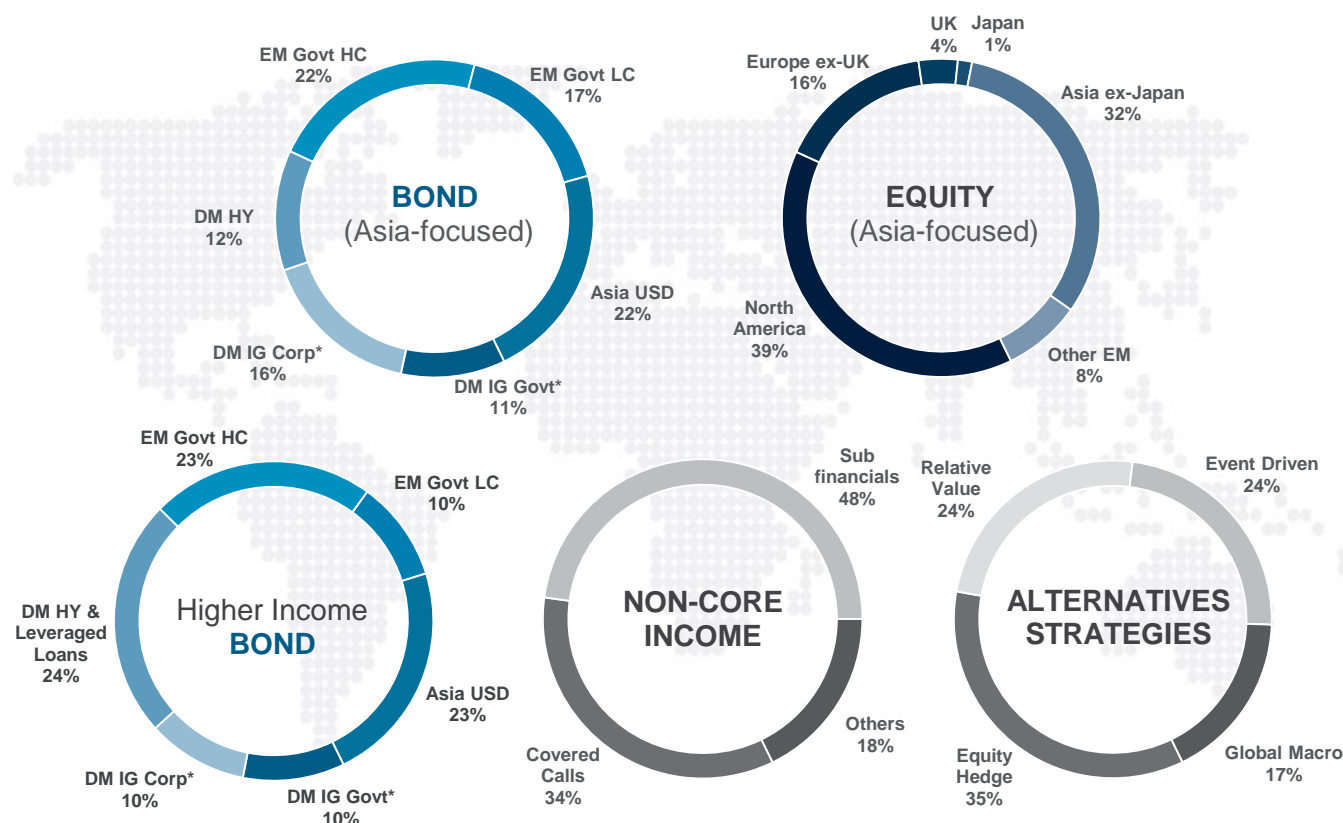 EM Govt HC
22%
EM Govt LC
17%
BOND
(Asia-focused)
DM HY
12%
Asia USD
22%
DM IG Corp*
16%
DM IG Govt*
11%
UK
4%
Japan
1%
Europe ex-UK
16%
Asia ex-Japan
32%
EQUITY
(Asia-focused)
North
America
39%
Other EM
8%
EM Govt HC
23%
EM Govt LC
10%
Higher Income
BOND
DM HY &
Leveraged
Loans
24%
Asia USD
23%
DM IG Corp*
10%
DM IG Govt*
10%
Sub
financials
48%
NON-CORE
INCOME
Others
18%
Covered
Calls
34%
Relative
Value
24%
Event Driven
24%
ALTERNATIVES
STRATEGIES
Global Macro
17%
Equity
Hedge
35%